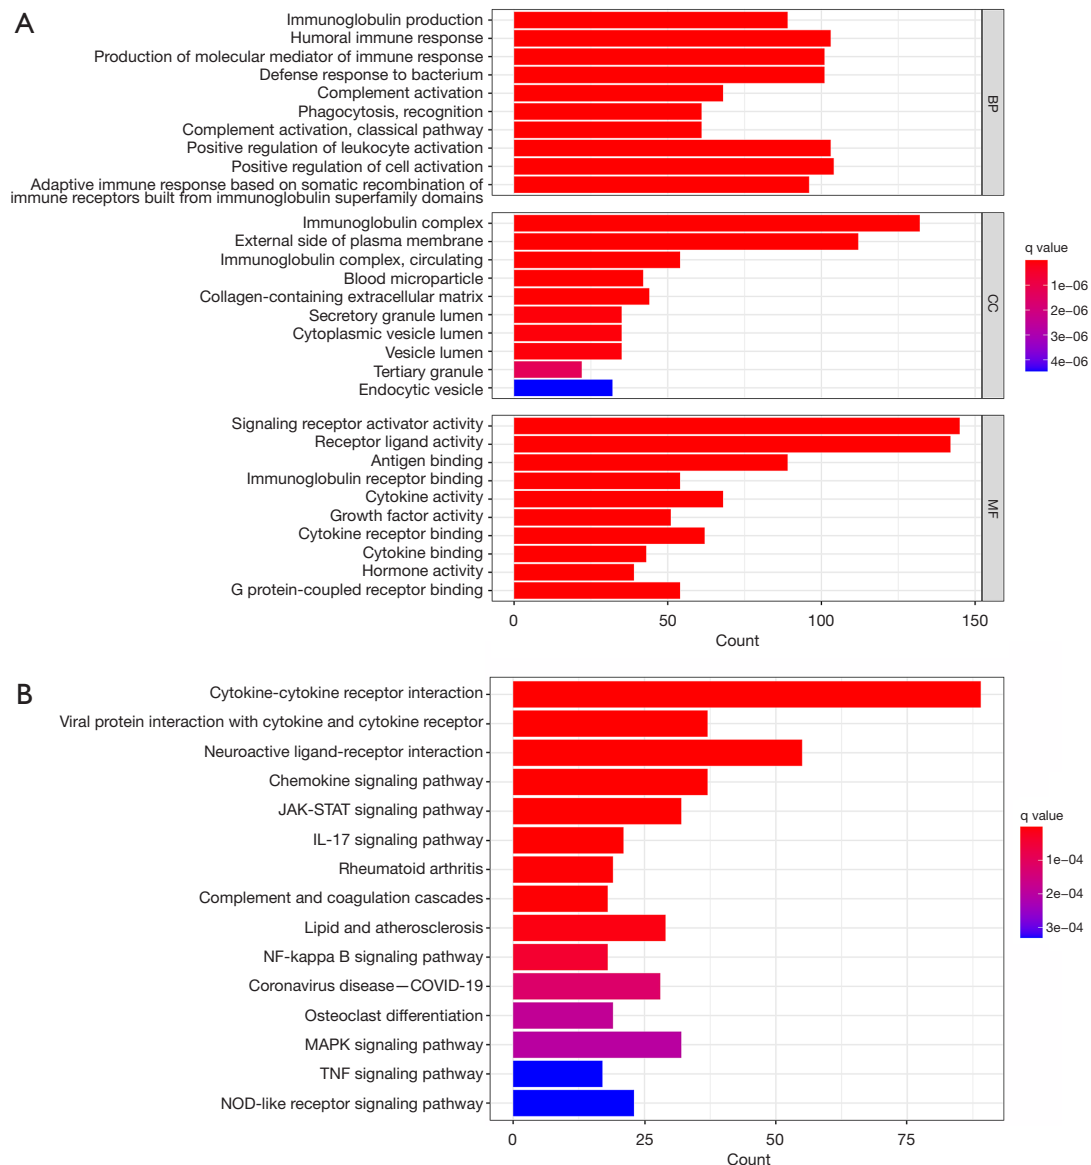 A
Immunoglobulin production
Humoral immune response
Production of molecular mediator of immune response
Defense response to bacterium
Complement activation
Phagocytosis, recognition
Complement activation, classical pathway
Positive regulation of leukocyte activation
Positive regulation of cell activation
Adaptive immune response based on somatic recombination of
immune receptors built from immunoglobulin superfamily domains
BP
Immunoglobulin complex
External side of plasma membrane
Immunoglobulin complex, circulating
Blood microparticle
Collagen-containing extracellular matrix
Secretory granule lumen
Cytoplasmic vesicle lumen
Vesicle lumen
Tertiary granule
Endocytic vesicle
CC
q value
1e-06
2e-06
3e-06
4e-06
Signaling receptor activator activity
Receptor ligand activity
Antigen binding
Immunoglobulin receptor binding
Cytokine activity
Growth factor activity
Cytokine receptor binding
Cytokine binding
Hormone activity
G protein-coupled receptor binding
MF
0 50 100 150
Count
B
Cytokine-cytokine receptor interaction
Viral protein interaction with cytokine and cytokine receptor
Neuroactive ligand-receptor interaction
Chemokine signaling pathway
JAK-STAT signaling pathway
IL-17 signaling pathway
Rheumatoid arthritis
Complement and coagulation cascades
Lipid and atherosclerosis
NF-kappa B signaling pathway
Coronavirus disease—COVID-19
Osteoclast differentiation
MAPK signaling pathway
TNF signaling pathway
NOD-like receptor signaling pathway
q value
1e-04
2e-04
3e-04
0 25 50 75
Count